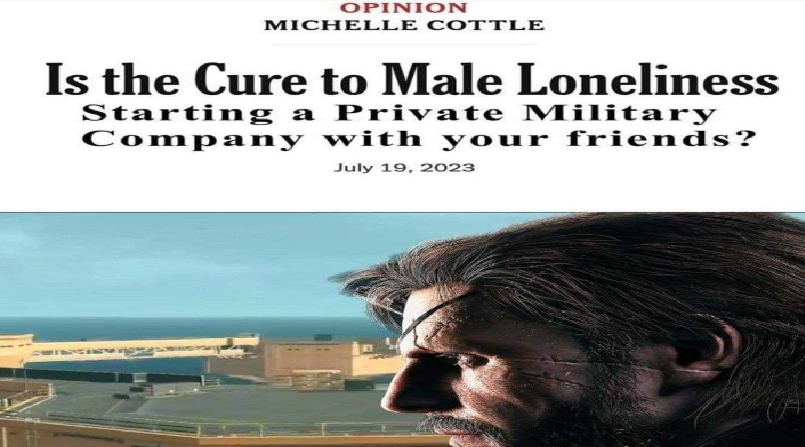 OPINION
MICHELLE COTTLE
Is the Cure to Male Loneliness
Starting a Private Military
Company with your friends?
July 19, 2023